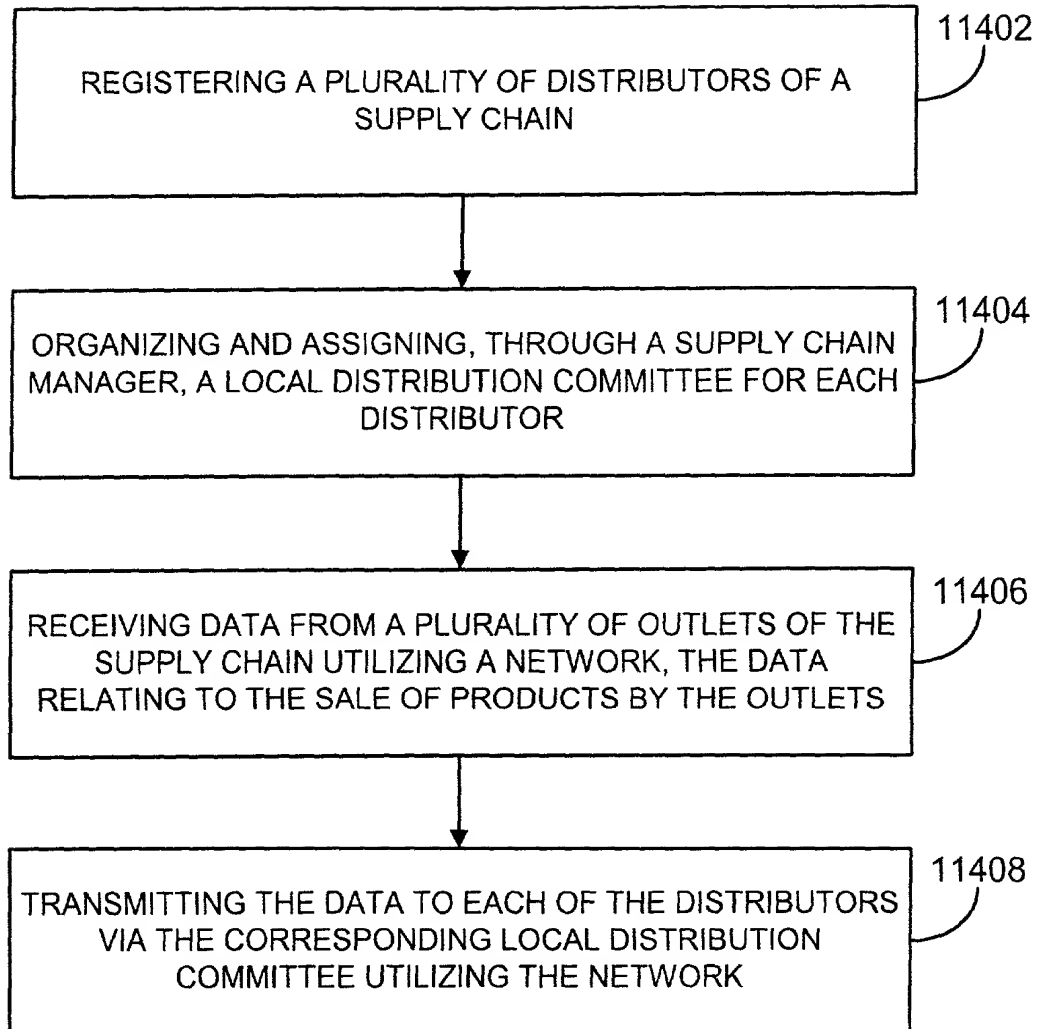 11402
REGISTERING A PLURALITY OF DISTRIBUTORS OF A
SUPPLY CHAIN
11404
ORGANIZING AND ASSIGNING, THROUGH A SUPPLY CHAIN
MANAGER, A LOCAL DISTRIBUTION COMMITTEE FOR EACH
DISTRIBUTOR
11406
RECEIVING DATA FROM A PLURALITY OF OUTLETS OF THE
SUPPLY CHAIN UTILIZING A NETWORK, THE DATA
RELATING TO THE SALE OF PRODUCTS BY THE OUTLETS
11408
TRANSMITTING THE DATA TO EACH OF THE DISTRIBUTORS
VIA THE CORRESPONDING LOCAL DISTRIBUTION
COMMITTEE UTILIZING THE NETWORK